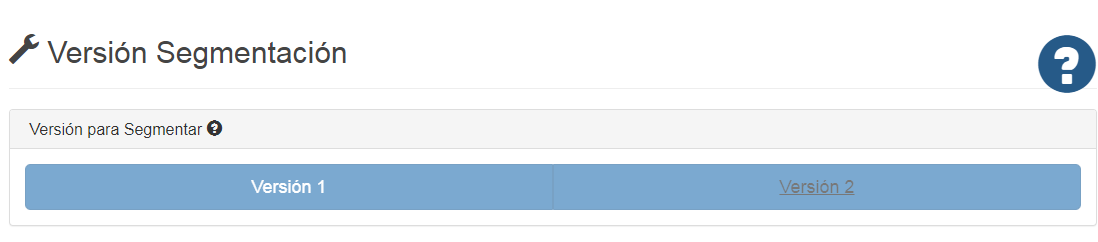 Versión Segmentación
?
Versión para Segmentar ?
Versión 1
Versión 2